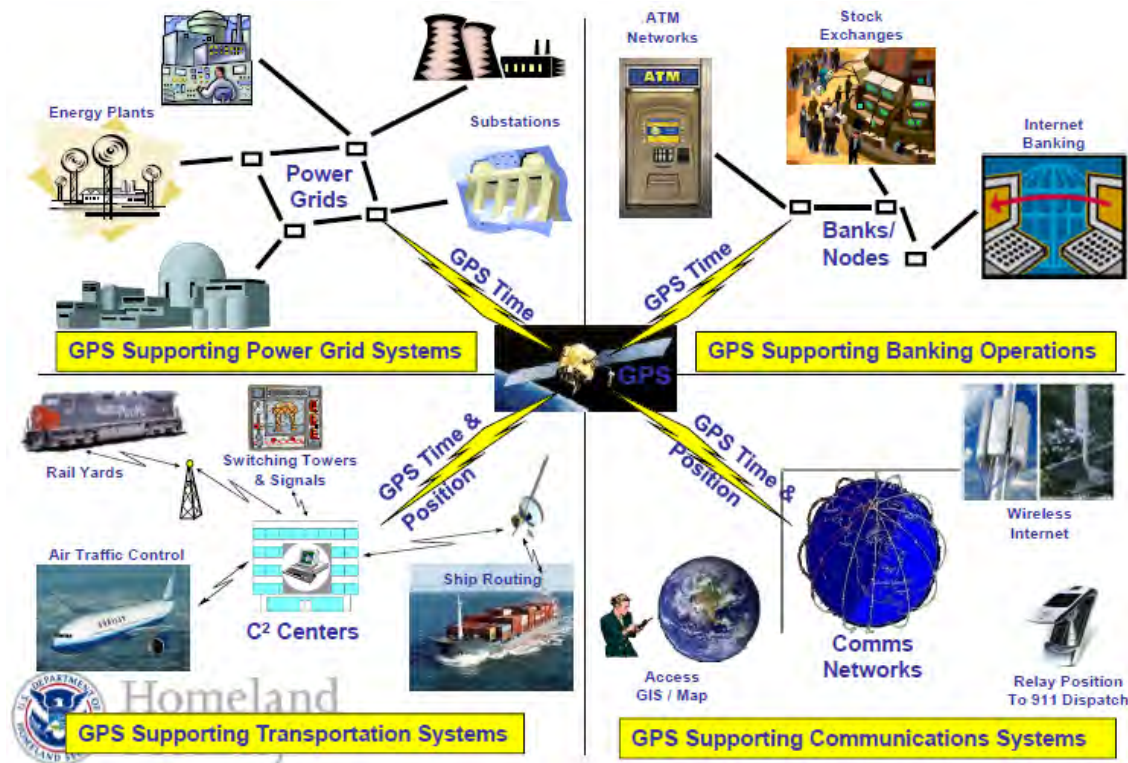 Energy Plants
Power
Grids
Substations
GPS Time
GPS Supporting Power Grid Systems
ATM
Networks
ATM
Stock
Exchanges
Internet
Banking
Banks/
Nodes
GPS Time
GPS Supporting Banking Operations
GPS
Rail Yards
Switching Towers
& Signals
GPS Time &
Position
Air Traffic Control
C² Centers
Ship Routing
U.S. DEPARTMENT OF
HOMELAND
Homeland
GPS Supporting Transportation Systems
GPS Time &
Position
Wireless
Internet
Access
GIS / Map
Comms
Networks
Relay Position
To 911 Dispatch
GPS Supporting Communications Systems